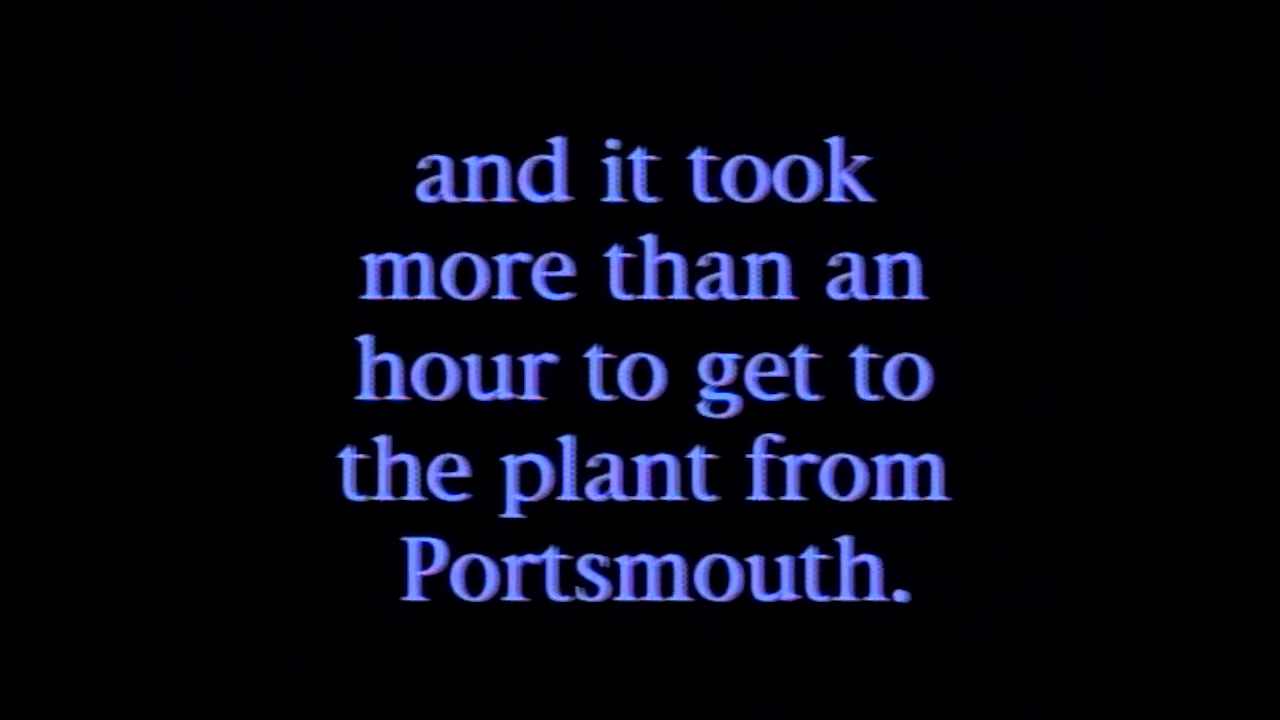 and it took
more than an
hour to get to
the plant from
Portsmouth.